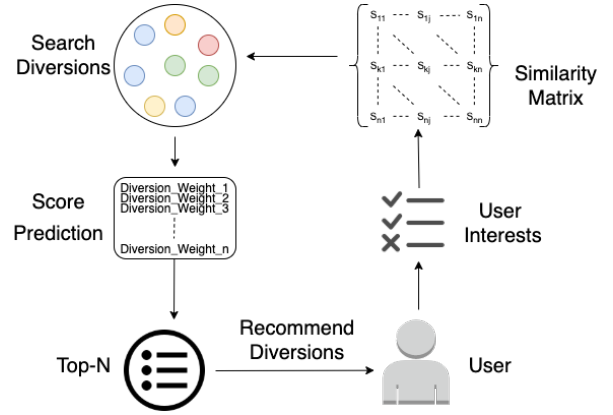 Search
Diversions
S11 S1j S1n
Sk1 Skj Skn
Sn1 Snj Snn
Similarity
Matrix
Score
Prediction
Diversion_Weight_1
Diversion_Weight_2
Diversion_Weight_3
Diversion_Weight_n
User
Interests
Top-N
Recommend
Diversions
User